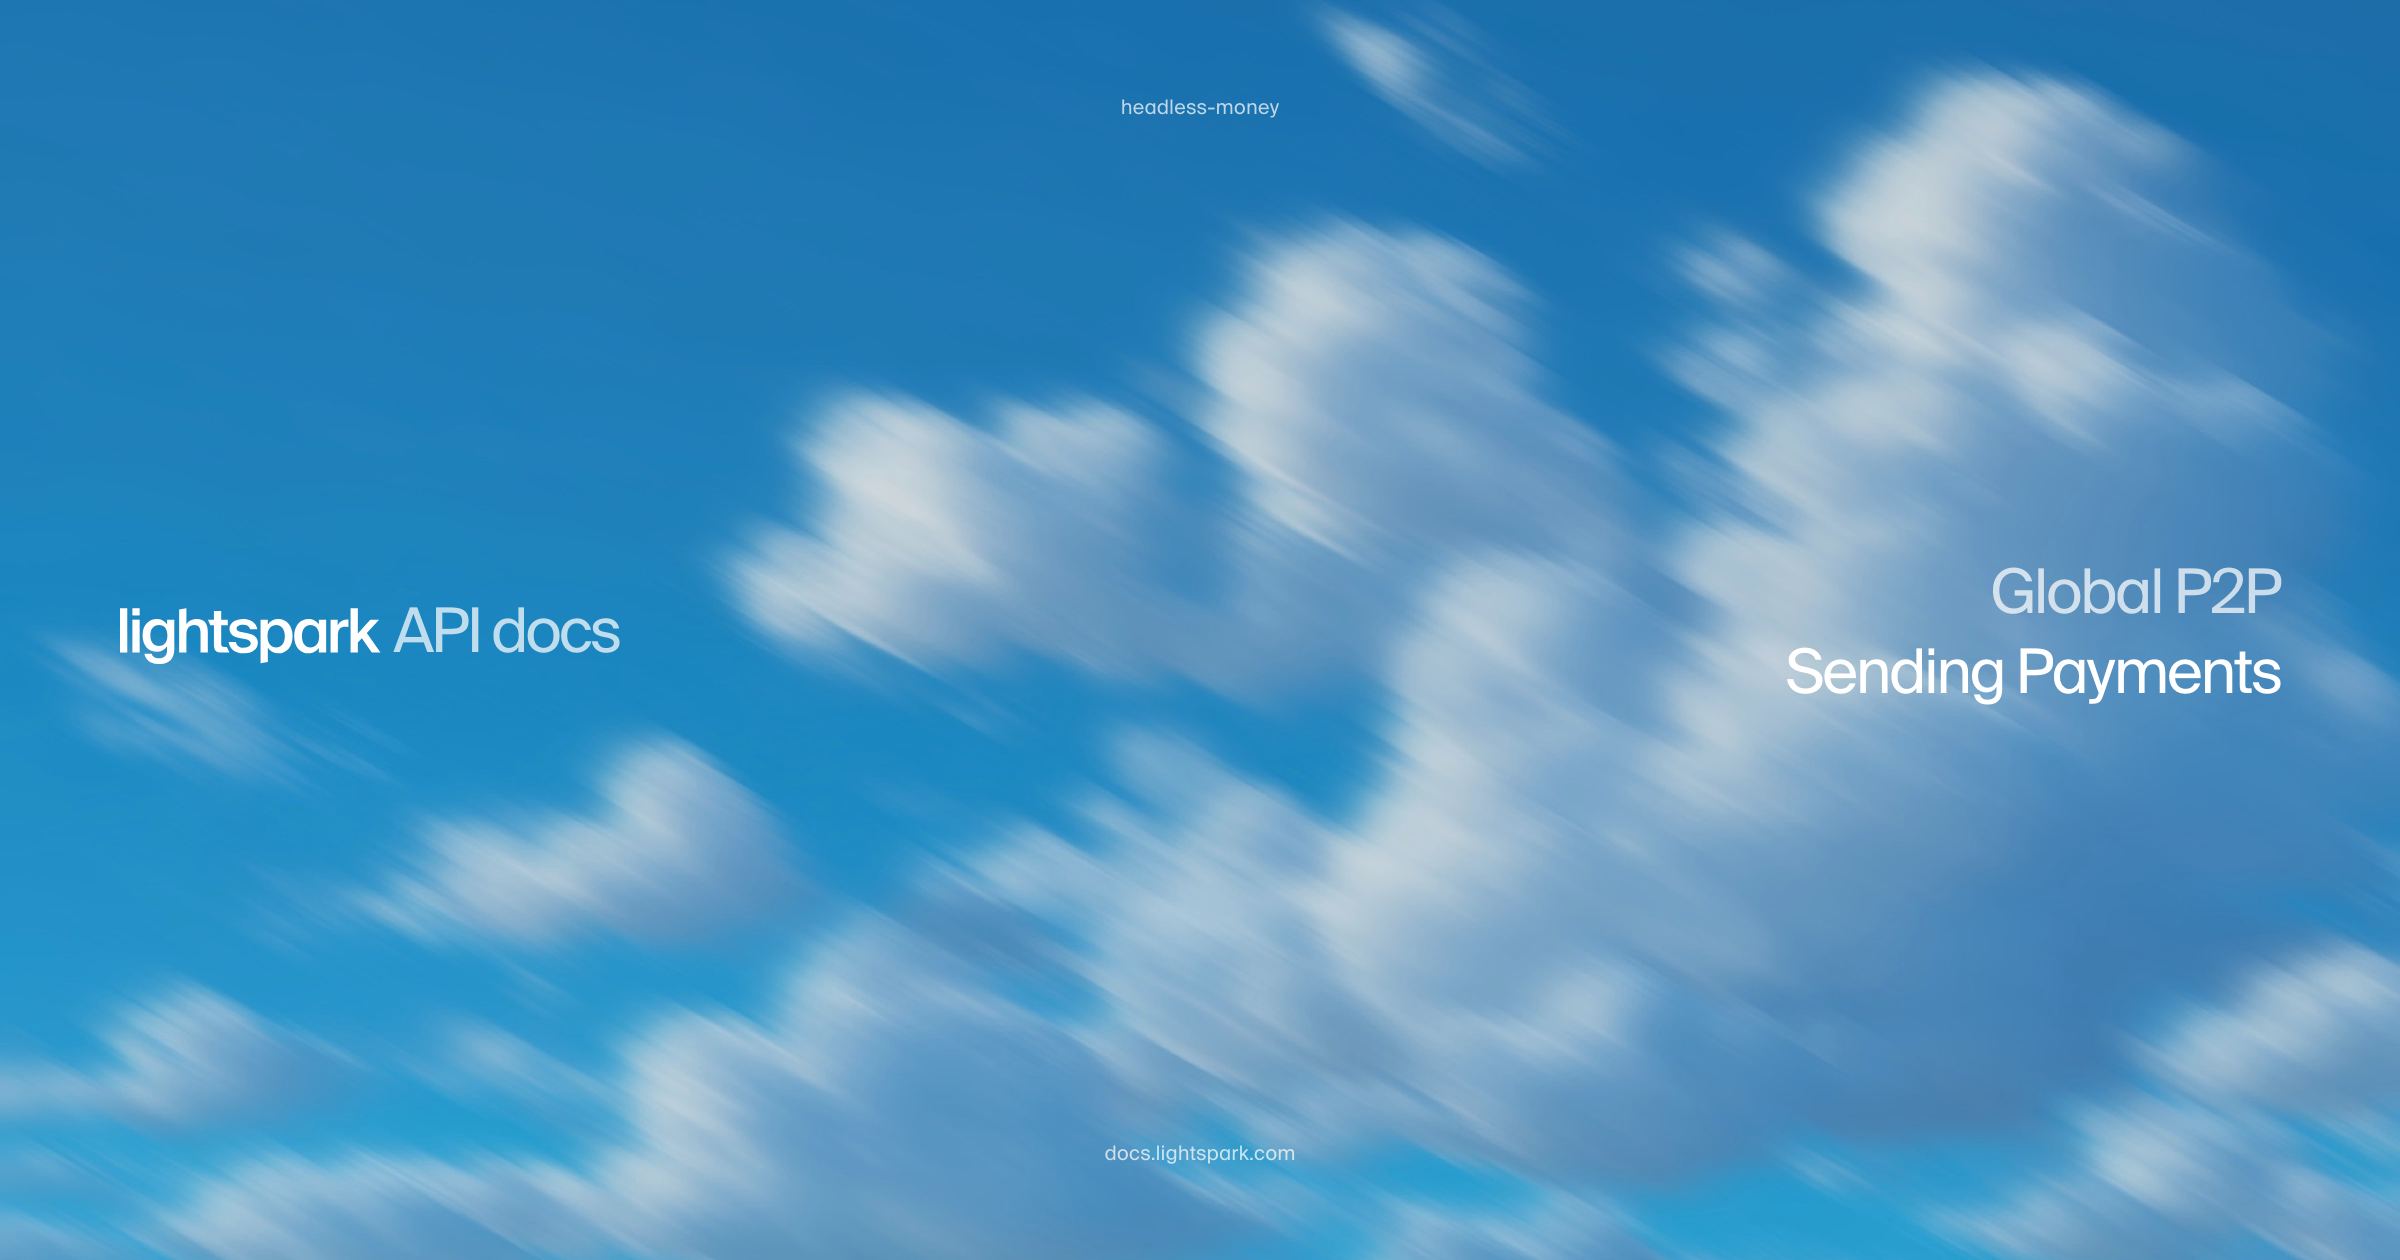 headless-money
lightspark API docs
Global P2P
Sending Payments
docs.lightspark.com